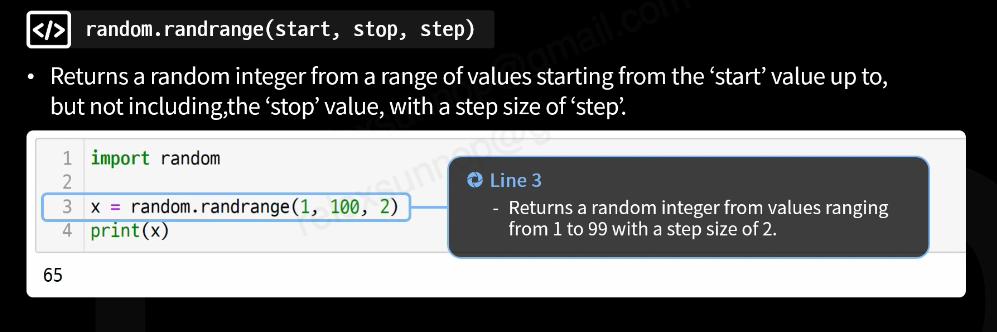 </> random.randrange(start, stop, step)
• Returns a random integer from a range of values starting from the ‘start’ value up to,
but not including,the ‘stop’ value, with a step size of ‘step’.
1 import random
2
3 x = random.randrange(1, 100, 2)
4 print(x)
Line 3
- Returns a random integer from values ranging
from 1 to 99 with a step size of 2.
65